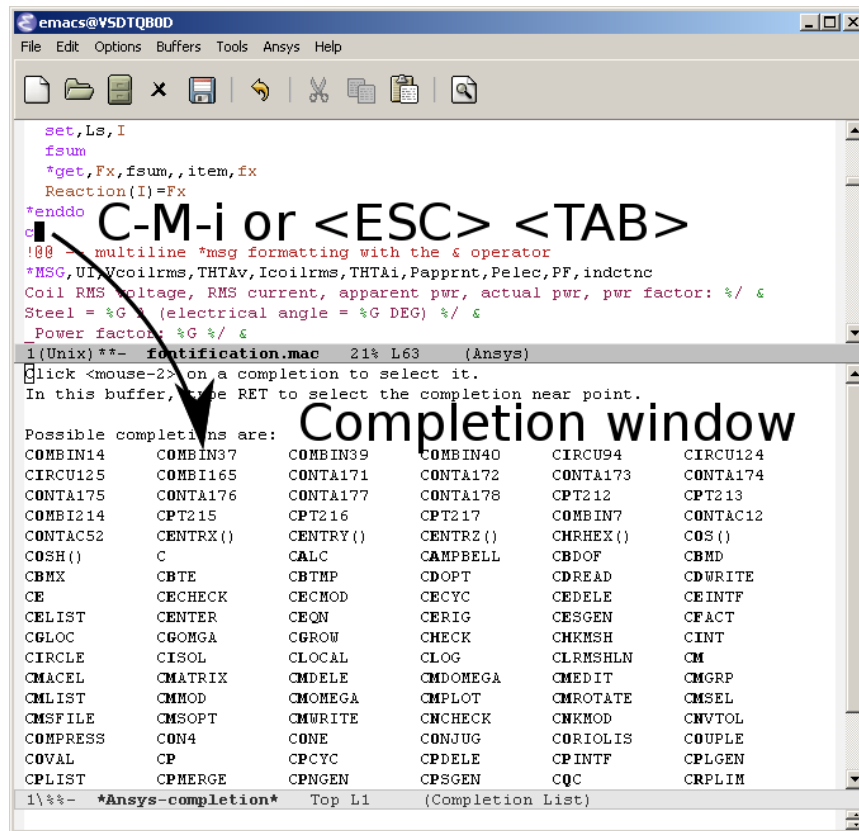 emacs@VSDTQB0D
File Edit Options Buffers Tools Ansys Help
set,Ls,I
fsum
*get,Fx,fsum,,item,fx
Reaction(I)=Fx
*enddo
C-M-i or <ESC> <TAB>
c
!@@ -- multiline *msg formatting with the & operator
*MSG,UI,Vcoilrms,THTAv,Icoilrms,THTAi,Papprnt,Pelec,PF,indctnc
Coil RMS voltage, RMS current, apparent pwr, actual pwr, pwr factor: %/ &
Steel = %G A (electrical angle = %G DEG) %/ &
_Power factor: %G %/ &
1(Unix)**- fontification.mac 21% L63 (Ansys)
Click <mouse-2> on a completion to select it.
In this buffer, type RET to select the completion near point.
Completion window
Possible completions are:
COMBIN14 COMBIN37 COMBIN39 COMBIN40 CIRCU94 CIRCU124
CIRCU125 COMBI165 CONTA171 CONTA172 CONTA173 CONTA174
CONTA175 CONTA176 CONTA177 CONTA178 CPT212 CPT213
COMBI214 CPT215 CPT216 CPT217 COMBIN7 CONTAC12
CONTAC52 CENTRX() CENTRY() CENTRZ() CHRHEX() COS()
COSH() C CALC CAMPBELL CBDOF CBMD
CBMX CBTE CBTMP CDOPT CDREAD CDWRITE
CE CECHECK CECMOD CECYC CEDELE CEINTF
CELIST CENTER CEQN CERIG CESGEN CFACT
CGLOC CGOMGA CGROW CHECK CHKMSH CINT
CIRCLE CISOL CLOCAL CLOG CLRMSHLN CM
CMACEL CMATRIX CMDELE CMDOMEGA CMEDIT CMGRP
CMLIST CMMOD CMOMEGA CMPLOT CMROTATE CMSEL
CMSFILE CMSOPT CMWRITE CNCHECK CNKMOD CNVTOL
COMPRESS CON4 CONE CONJUG CORIOLIS COUPLE
COVAL CP CPCYC CPDELE CPINTF CPLGEN
CPLIST CPMERGE CPNGEN CPSGEN CQC CRPLIM
1\%%- *Ansys-completion* Top L1 (Completion List)